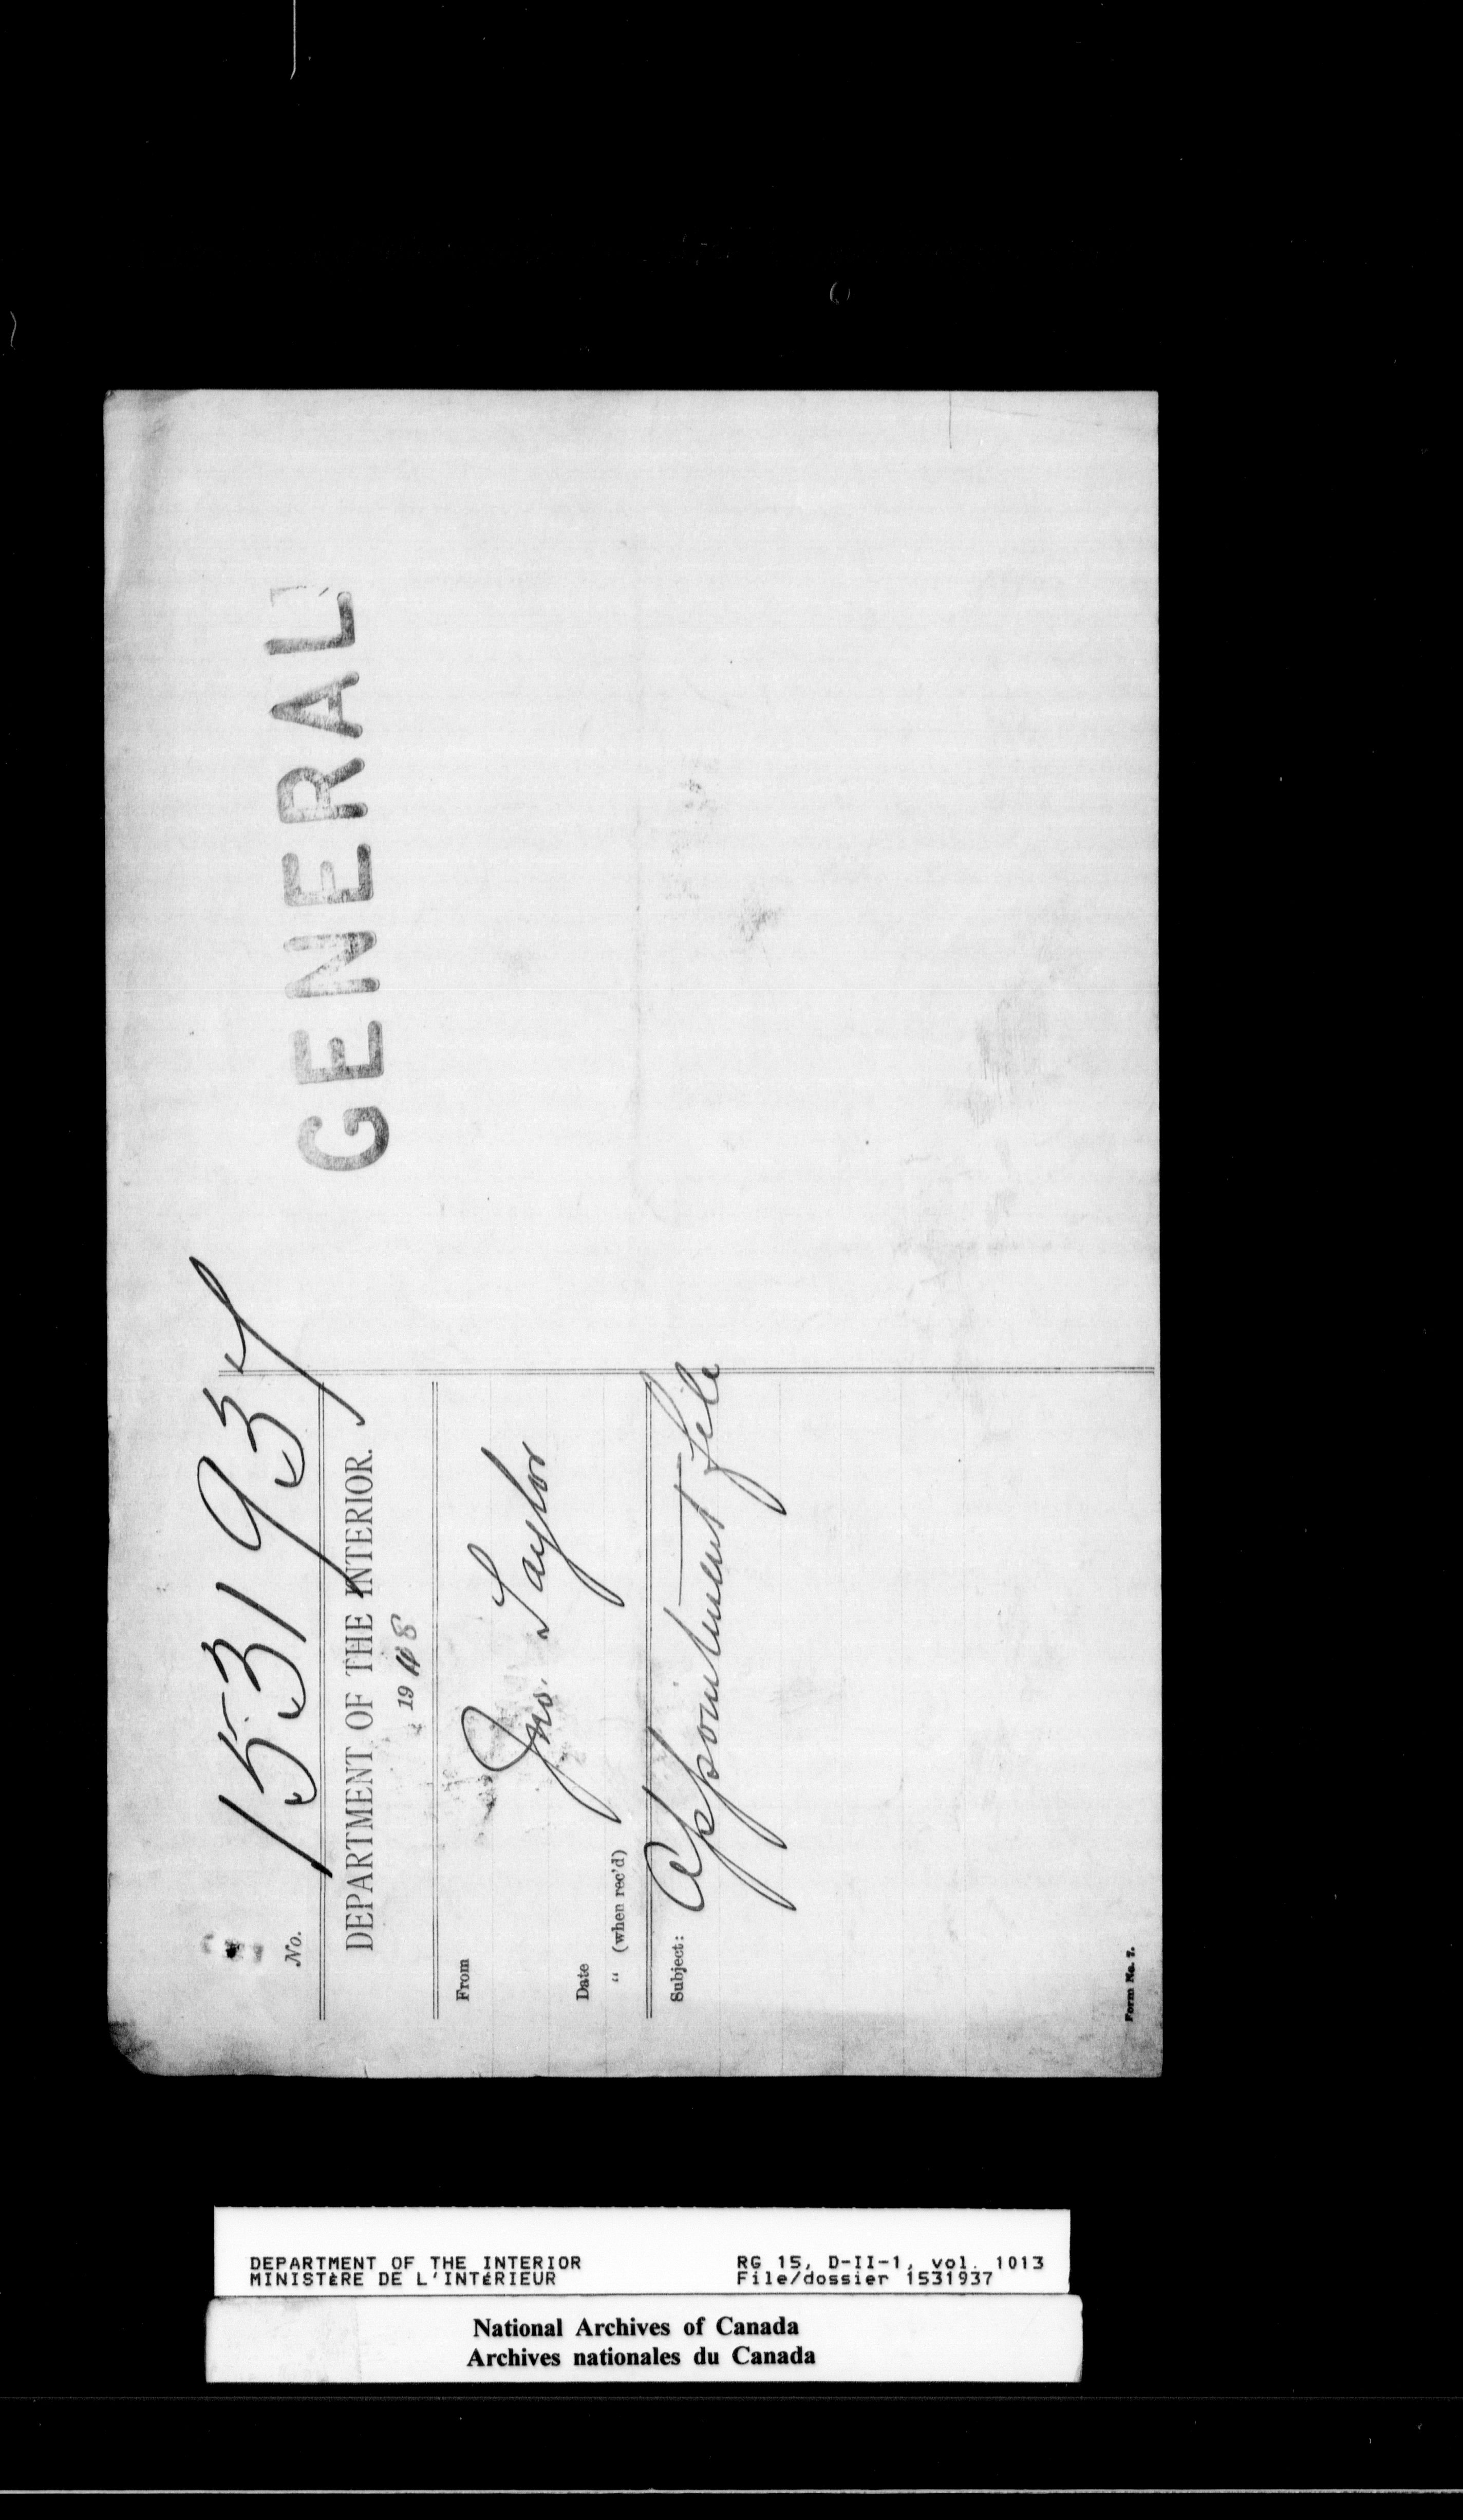 No. 1531937
GENERAL
DEPARTMENT OF THE INTERIOR.
From Jno. Taylor
Date
" (when rec'd)
Subject: Appointment file
Form No. 7.
DEPARTMENT OF THE INTERIOR
MINISTÈRE DE L'INTÉRIEUR
RG 15, D-II-1, vol. 1013
File/dossier 1531937
National Archives of Canada
Archives nationales du Canada